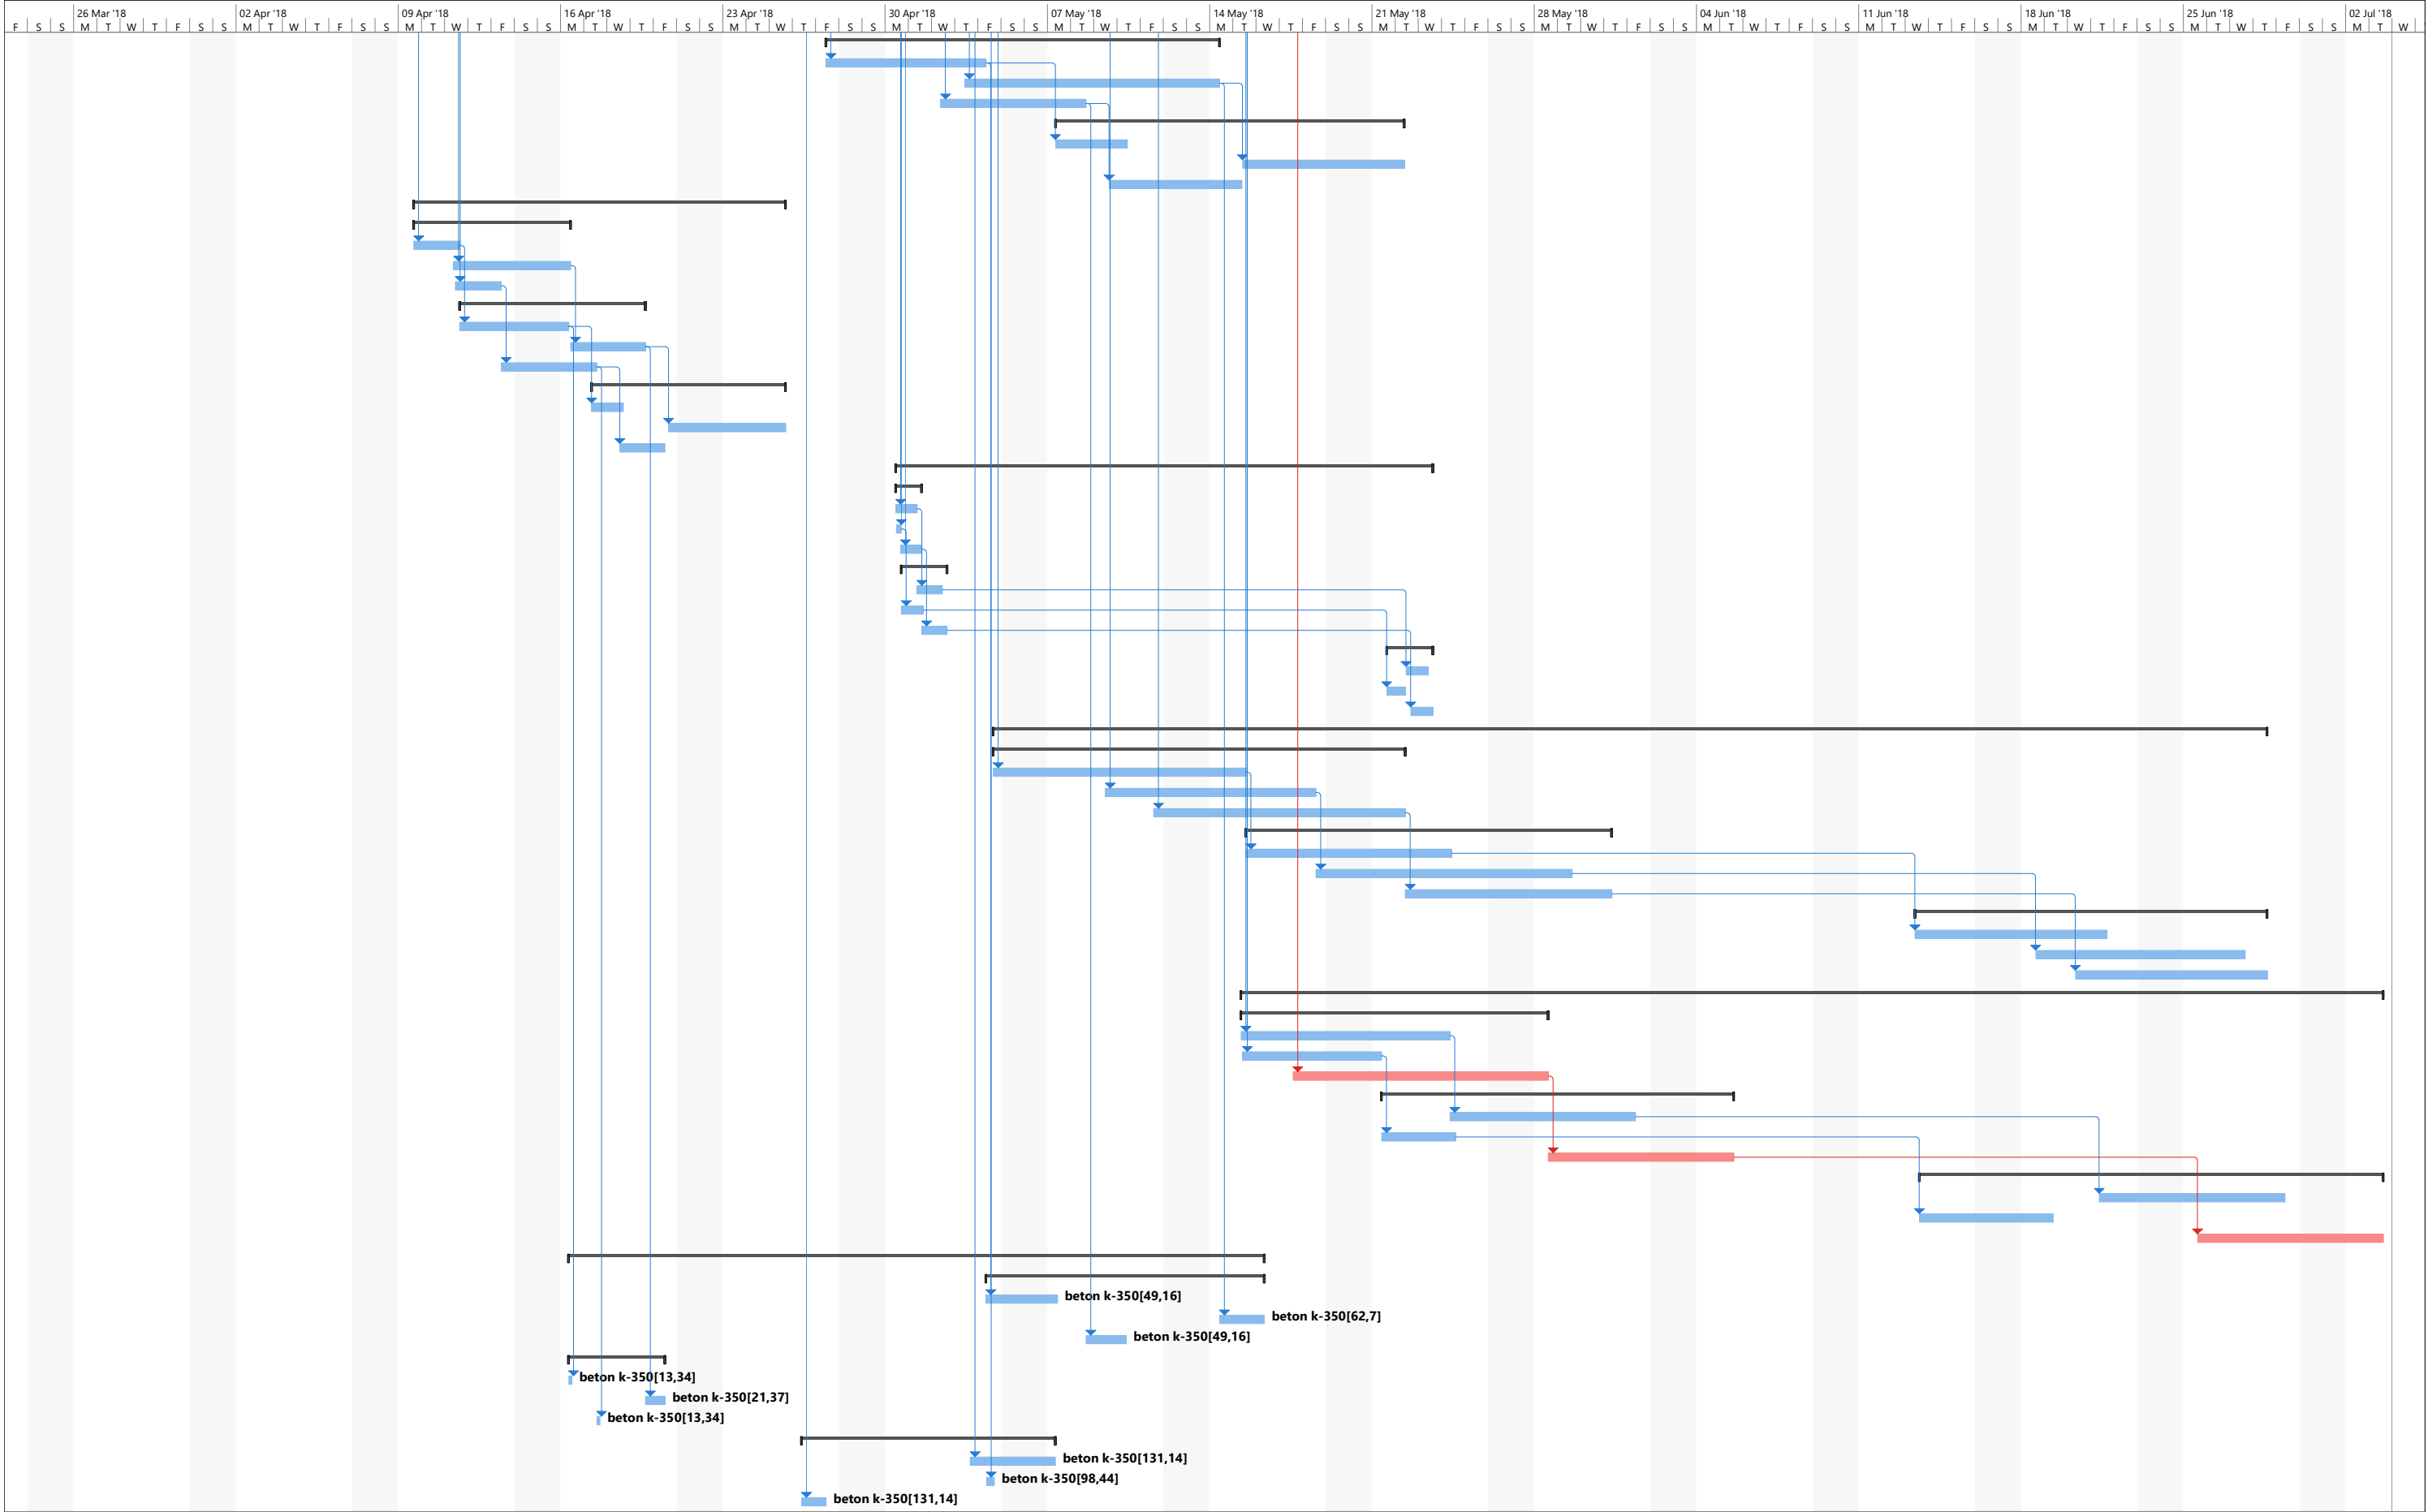 26 Mar '18 02 Apr '18 09 Apr '18 16 Apr '18 23 Apr '18 30 Apr '18 07 May '18 14 May '18 21 May '18 28 May '18 04 Jun '18 11 Jun '18 18 Jun '18 25 Jun '18 02 Jul '18
F S S M T W T F S S M T W T F S S M T W T F S S M T W T F S S M T W T F S S M T W T F S S M T W T F S S M T W T F S S M T W T F S S M T W T F S S M T W T F S S M T W T F S S M T W T F S S M T W T F S S M T W
beton k-350[49,16]
beton k-350[62,7]
beton k-350[49,16]
beton k-350[13,34]
beton k-350[21,37]
beton k-350[13,34]
beton k-350[131,14]
beton k-350[98,44]
beton k-350[131,14]